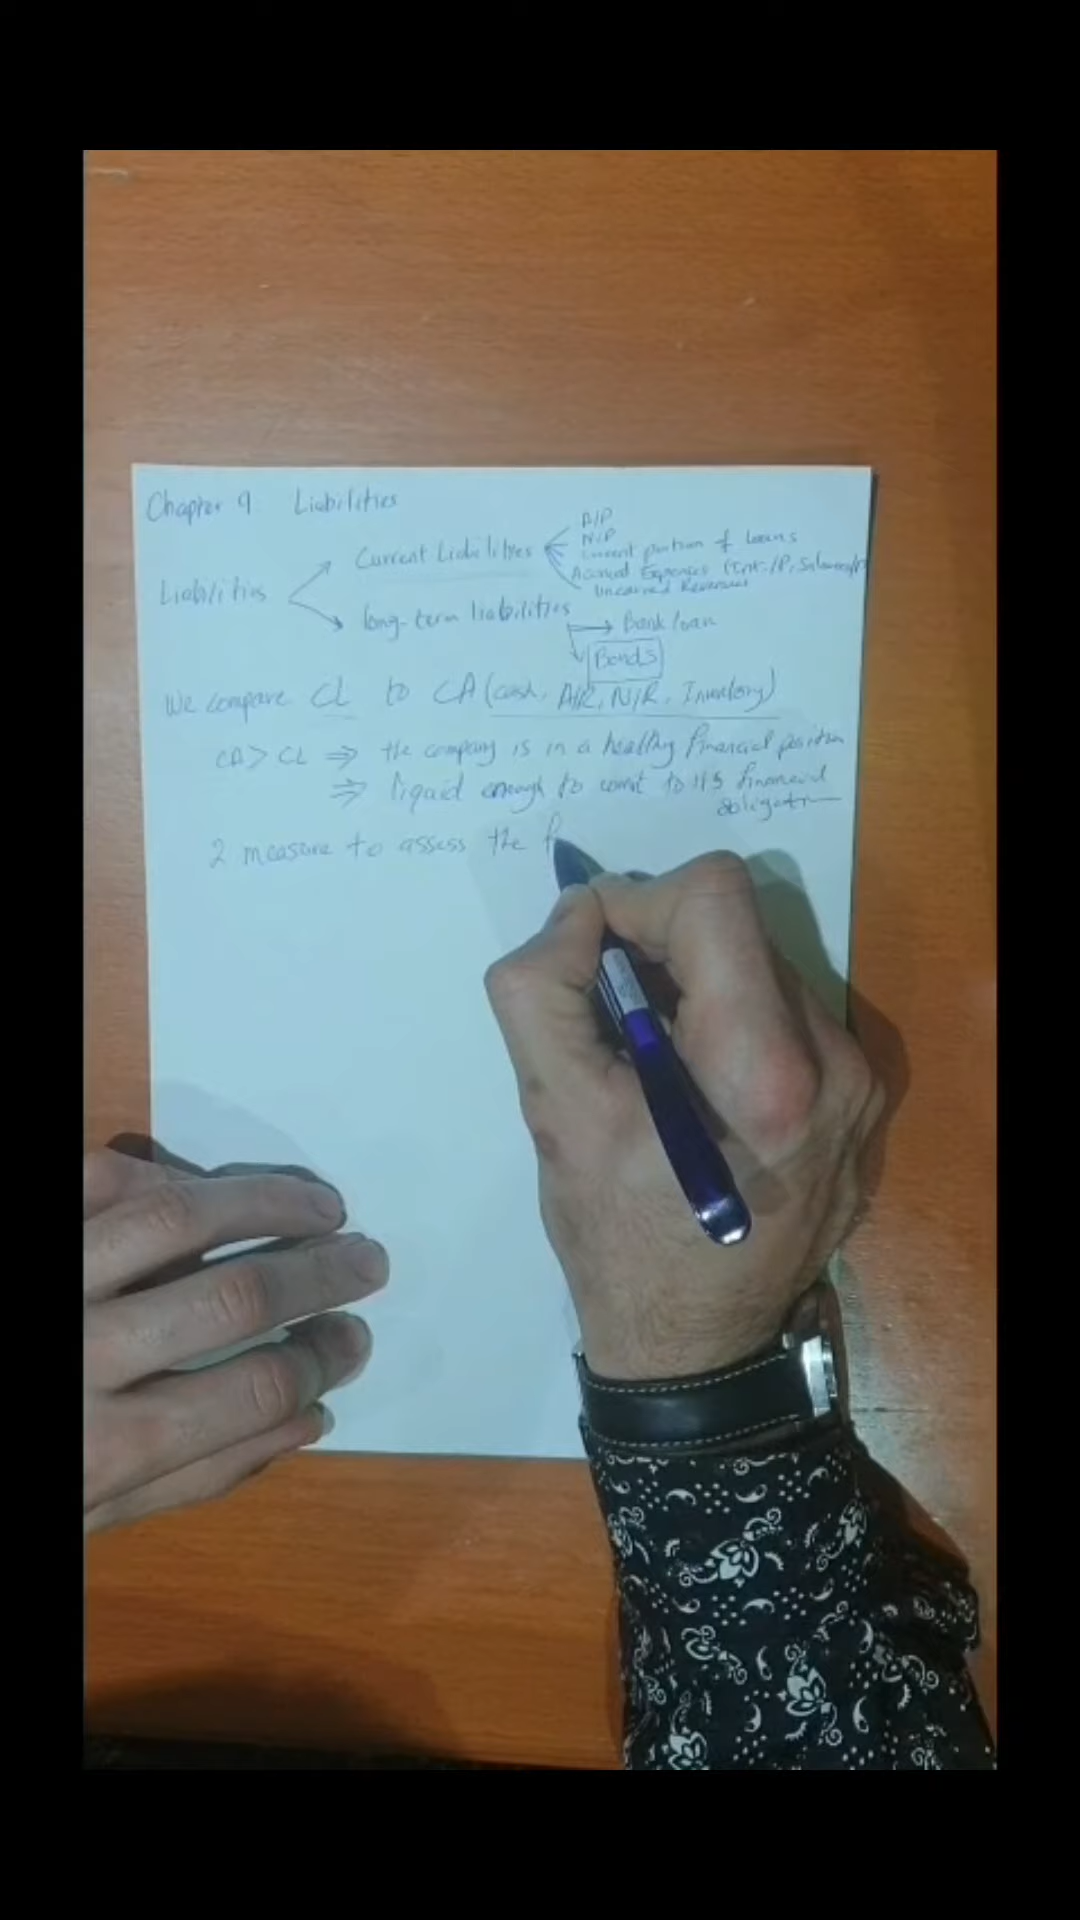 Chapter 9 Liabilities
A/P
N/P
Current Liabilities
Current portion of loans
Accrued Expenses (Int./P, Salaries/P
Unearned Revenues
Liabilities
long-term liabilities
Bank loan
Bonds
We compare CL to CA (cash, A/R, N/R, Inventory)
CA > CL ⇒ the company is in a healthy financial position
⇒ liquid enough to commit to its financial
obligation
2 measure to assess the